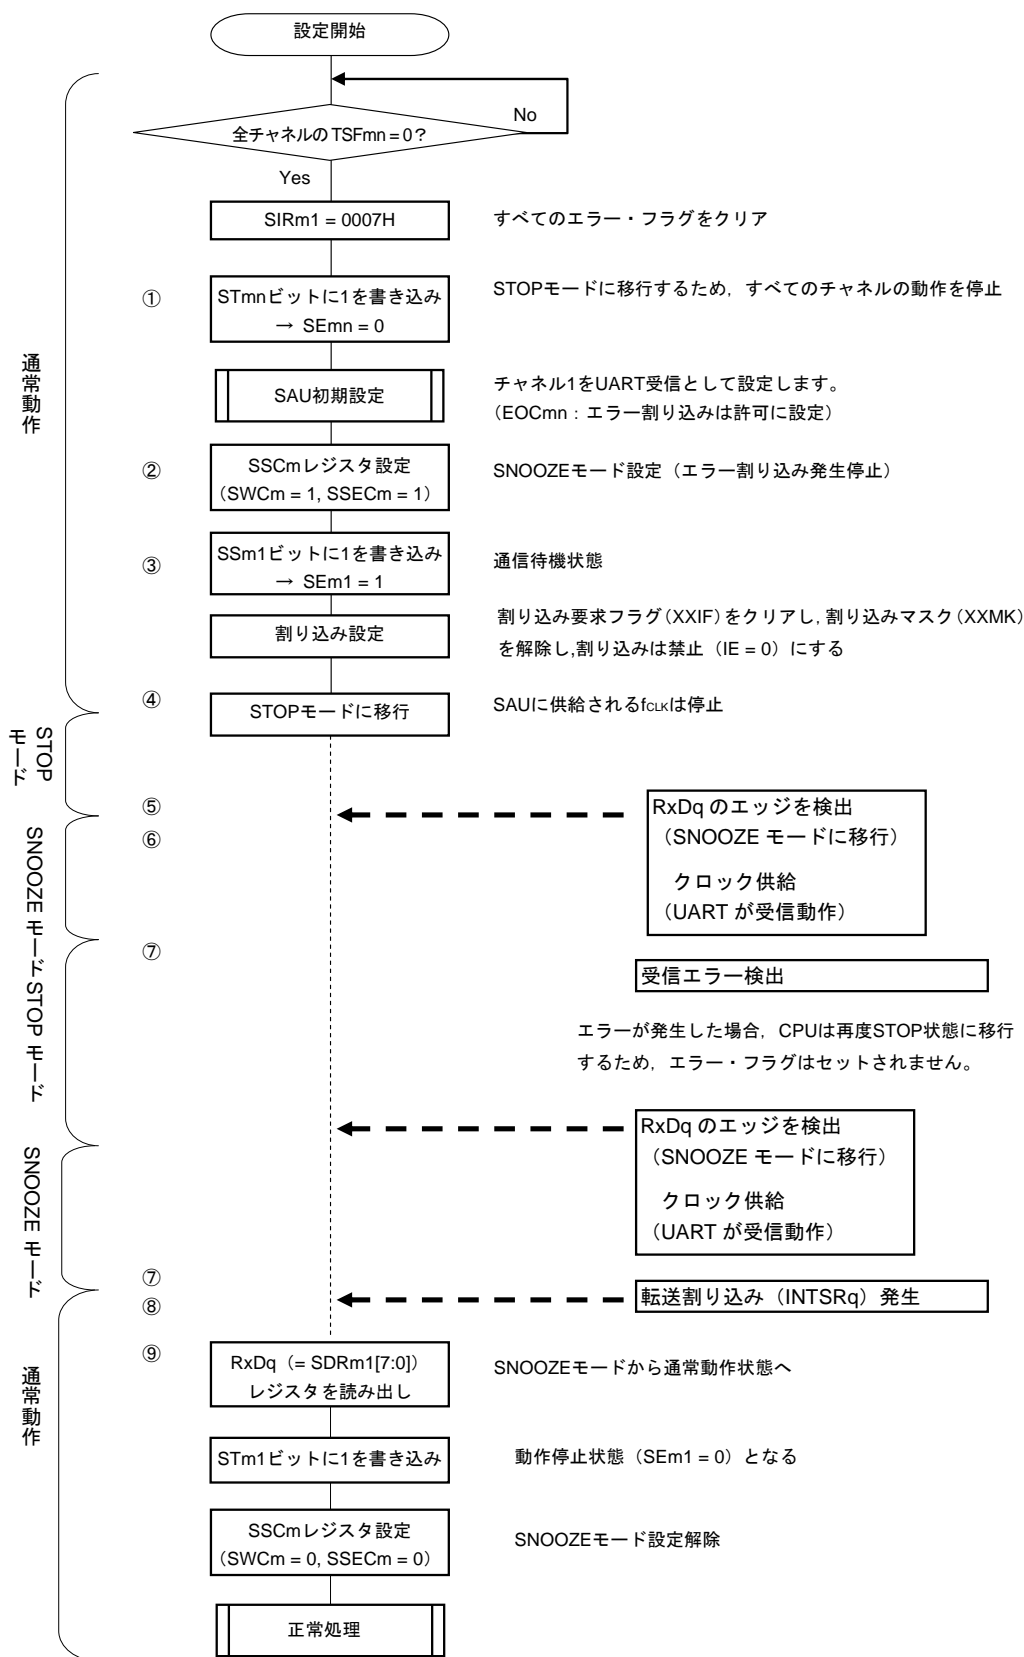 設定開始
No
全チャネルの TSFmn = 0？
Yes
SIRm1 = 0007H
すべてのエラー・フラグをクリア
①
STmnビットに1を書き込み
→ SEmn = 0
STOPモードに移行するため，すべてのチャネルの動作を停止
通常動作
SAU初期設定
チャネル1をUART受信として設定します。
（EOCmn：エラー割り込みは許可に設定）
②
SSCmレジスタ設定
（SWCm = 1, SSECm = 1）
SNOOZEモード設定（エラー割り込み発生停止）
③
SSm1ビットに1を書き込み
→ SEm1 = 1
通信待機状態
割り込み設定
割り込み要求フラグ（XXIF）をクリアし，割り込みマスク（XXMK）
を解除し,割り込みは禁止（IE = 0）にする
④
STOPモードに移行
SAUに供給されるfCLKは停止
STOP
モード
⑤
⑥
RxDq のエッジを検出
（SNOOZE モードに移行）
クロック供給
（UART が受信動作）
SNOOZE モード
⑦
受信エラー検出
STOP モード
エラーが発生した場合，CPUは再度STOP状態に移行
するため，エラー・フラグはセットされません。
RxDq のエッジを検出
（SNOOZE モードに移行）
クロック供給
（UART が受信動作）
SNOOZE モード
⑦
⑧
転送割り込み（INTSRq）発生
⑨
RxDq（= SDRm1[7:0]）
レジスタを読み出し
SNOOZEモードから通常動作状態へ
通常動作
STm1ビットに1を書き込み
動作停止状態（SEm1 = 0）となる
SSCmレジスタ設定
（SWCm = 0, SSECm = 0）
SNOOZEモード設定解除
正常処理